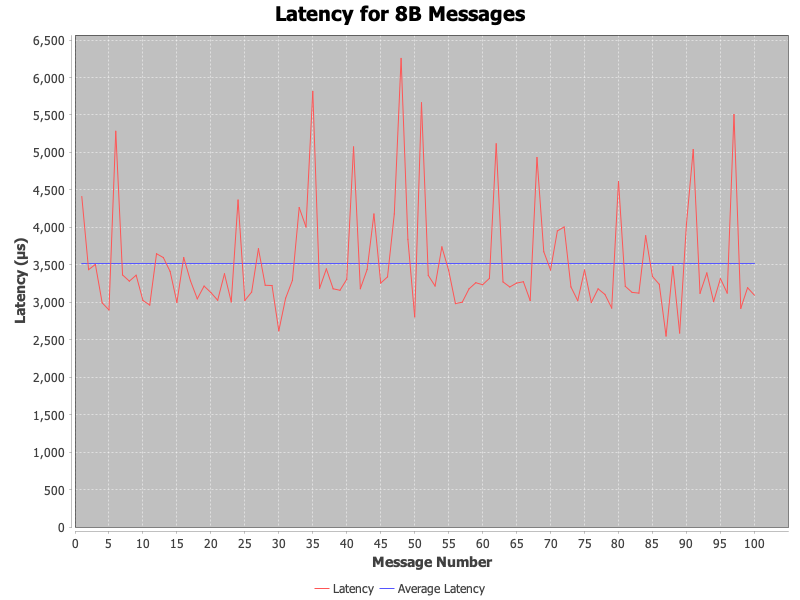 Latency for 8B Messages
6,500
6,000
5,500
5,000
4,500
4,000
3,500
3,000
2,500
2,000
1,500
1,000
500
0
Latency (µs)
0 5 10 15 20 25 30 35 40 45 50 55 60 65 70 75 80 85 90 95 100
Message Number
Latency Average Latency